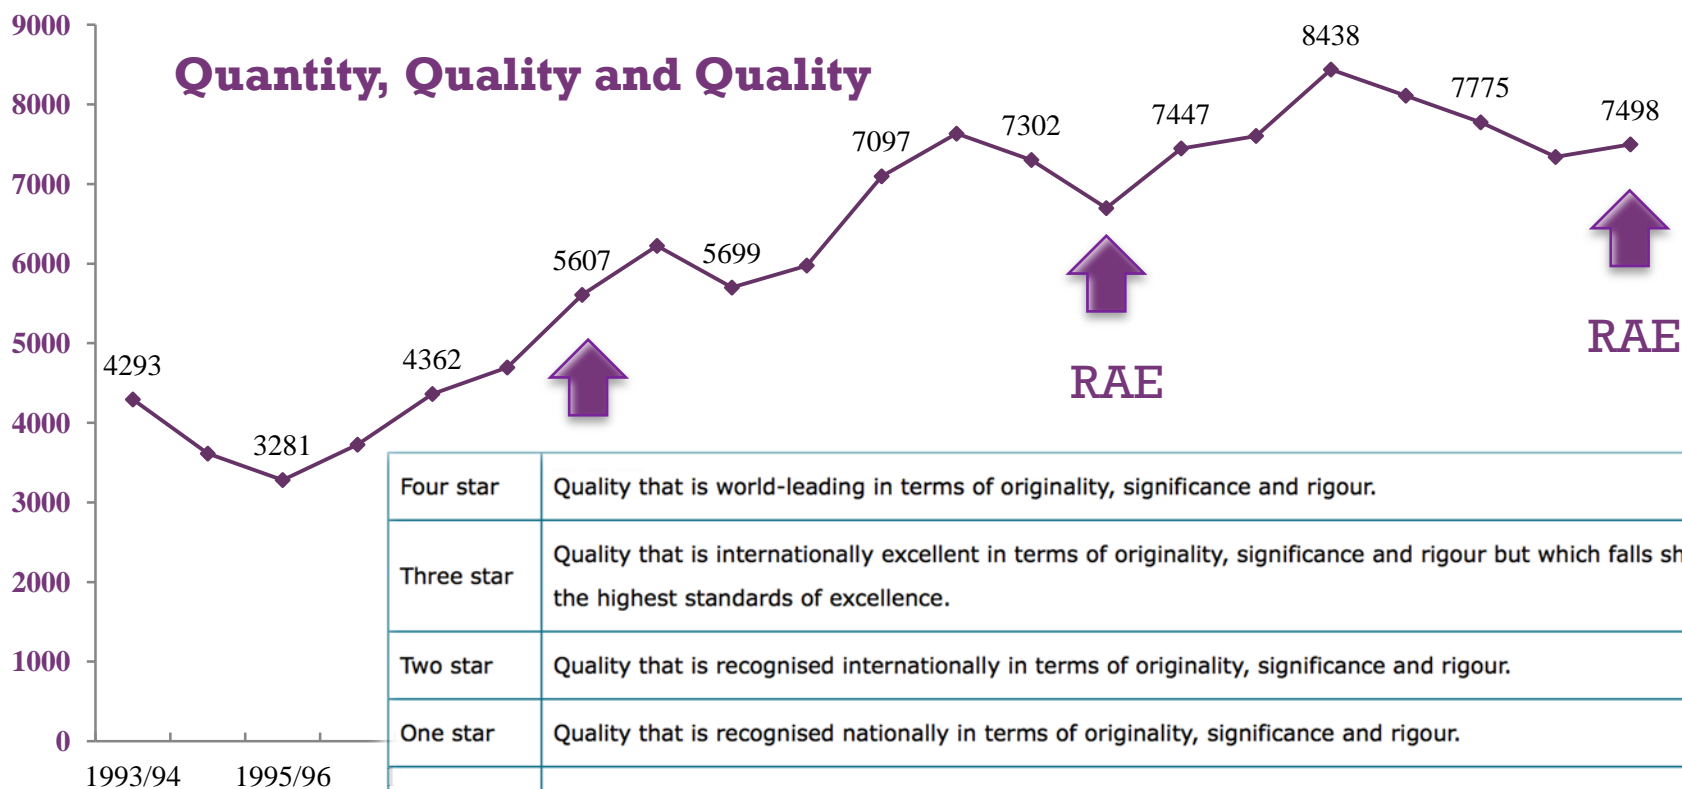 Quantity, Quality and Quality
9000
8000
7000
6000
5000
4000
3000
2000
1000
0
4293
3281
4362
5607
5699
7097
7302
7447
8438
7775
7498
RAE
RAE
Four star
Quality that is world-leading in terms of originality, significance and rigour.
Three star
Quality that is internationally excellent in terms of originality, significance and rigour but which falls sh
the highest standards of excellence.
Two star
Quality that is recognised internationally in terms of originality, significance and rigour.
One star
Quality that is recognised nationally in terms of originality, significance and rigour.
1993/94
1995/96